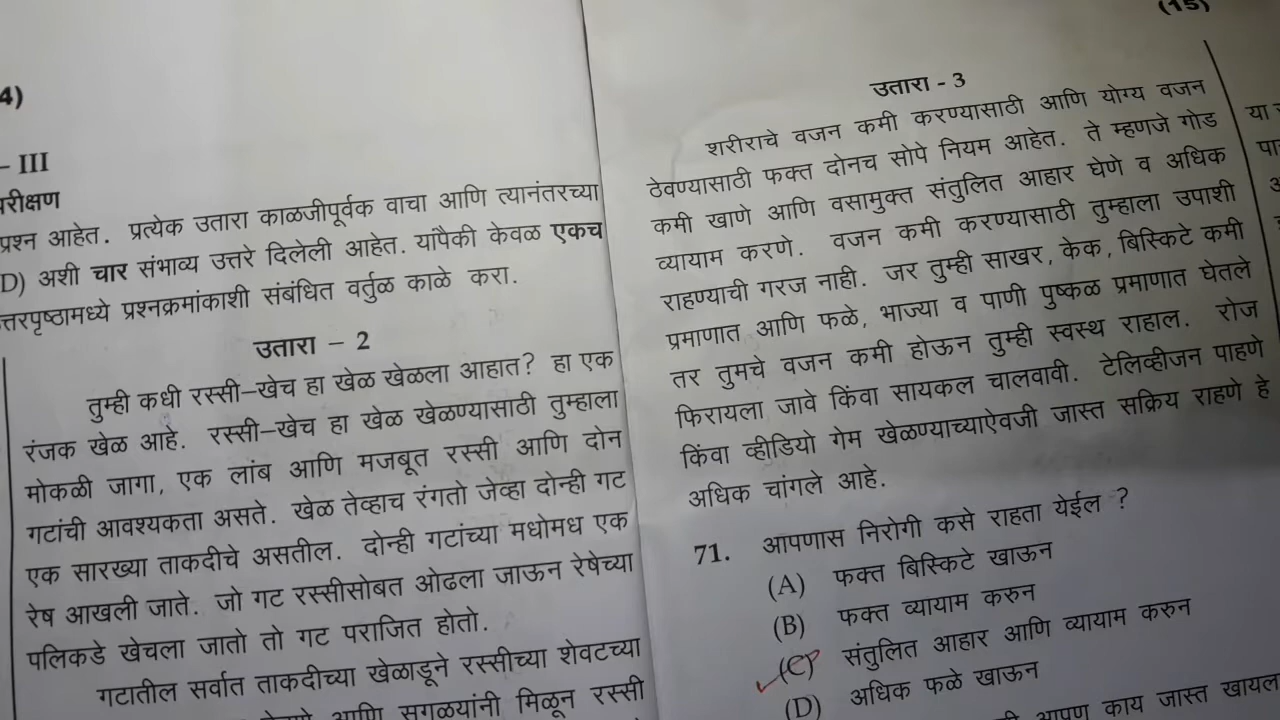 4)
– III
परीक्षण
प्रश्न आहेत. प्रत्येक उतारा काळजीपूर्वक वाचा आणि त्यानंतरच्या
D) अशी चार संभाव्य उत्तरे दिलेली आहेत. यांपैकी केवळ एकच
त्तरपृष्ठामध्ये प्रश्नक्रमांकाशी संबंधित वर्तुळ काळे करा.
उतारा – 2
तुम्ही कधी रस्सी–खेच हा खेळ खेळला आहात? हा एक
रंजक खेळ आहे. रस्सी–खेच हा खेळ खेळण्यासाठी तुम्हाला
मोकळी जागा, एक लांब आणि मजबूत रस्सी आणि दोन
गटांची आवश्यकता असते. खेळ तेव्हाच रंगतो जेव्हा दोन्ही गट
एक सारख्या ताकदीचे असतील. दोन्ही गटांच्या मधोमध एक
रेष आखली जाते. जो गट रस्सीसोबत ओढला जाऊन रेषेच्या
पलिकडे खेचला जातो तो गट पराजित होतो.
गटातील सर्वात ताकदीच्या खेळाडूने रस्सीच्या शेवटच्या
आणि सगळयांनी मिळून रस्सी
(15)
उतारा - 3
शरीराचे वजन कमी करण्यासाठी आणि योग्य वजन
ठेवण्यासाठी फक्त दोनच सोपे नियम आहेत. ते म्हणजे गोड
कमी खाणे आणि वसामुक्त संतुलित आहार घेणे व अधिक
व्यायाम करणे. वजन कमी करण्यासाठी तुम्हाला उपाशी
राहण्याची गरज नाही. जर तुम्ही साखर, केक, बिस्किटे कमी
प्रमाणात आणि फळे, भाज्या व पाणी पुष्कळ प्रमाणात घेतले
तर तुमचे वजन कमी होऊन तुम्ही स्वस्थ राहाल. रोज
फिरायला जावे किंवा सायकल चालवावी. टेलिव्हीजन पाहणे
किंवा व्हीडियो गेम खेळण्याच्याऐवजी जास्त सक्रिय राहणे हे
अधिक चांगले आहे.
71. आपणास निरोगी कसे राहता येईल ?
(A) फक्त बिस्किटे खाऊन
(B) फक्त व्यायाम करुन
(C) संतुलित आहार आणि व्यायाम करुन
(D) अधिक फळे खाऊन
आपण काय जास्त खायला
या